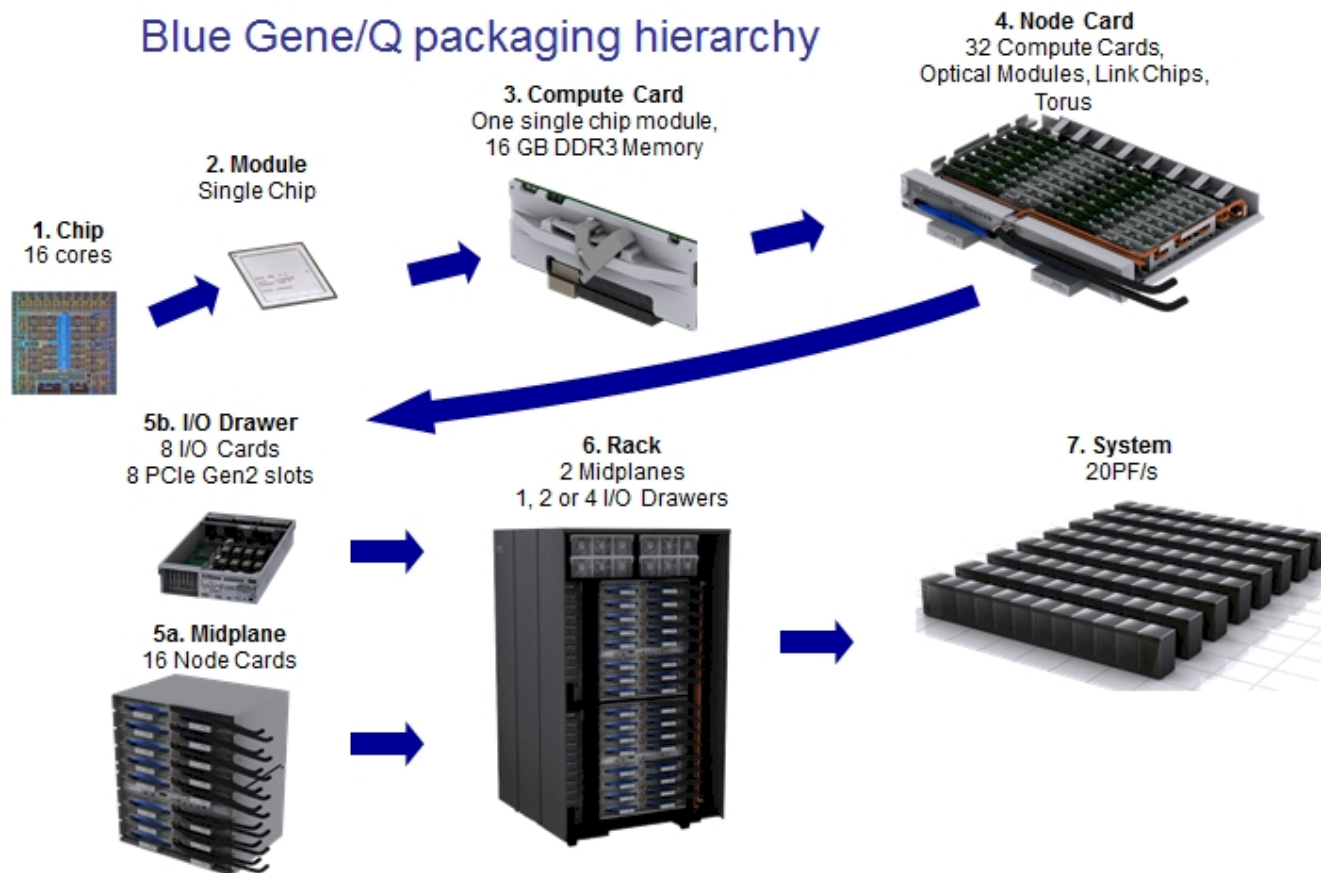 Blue Gene/Q packaging hierarchy
1. Chip
16 cores
2. Module
Single Chip
3. Compute Card
One single chip module,
16 GB DDR3 Memory
4. Node Card
32 Compute Cards,
Optical Modules, Link Chips,
Torus
5b. I/O Drawer
8 I/O Cards
8 PCIe Gen2 slots
5a. Midplane
16 Node Cards
6. Rack
2 Midplanes
1, 2 or 4 I/O Drawers
7. System
20PF/s